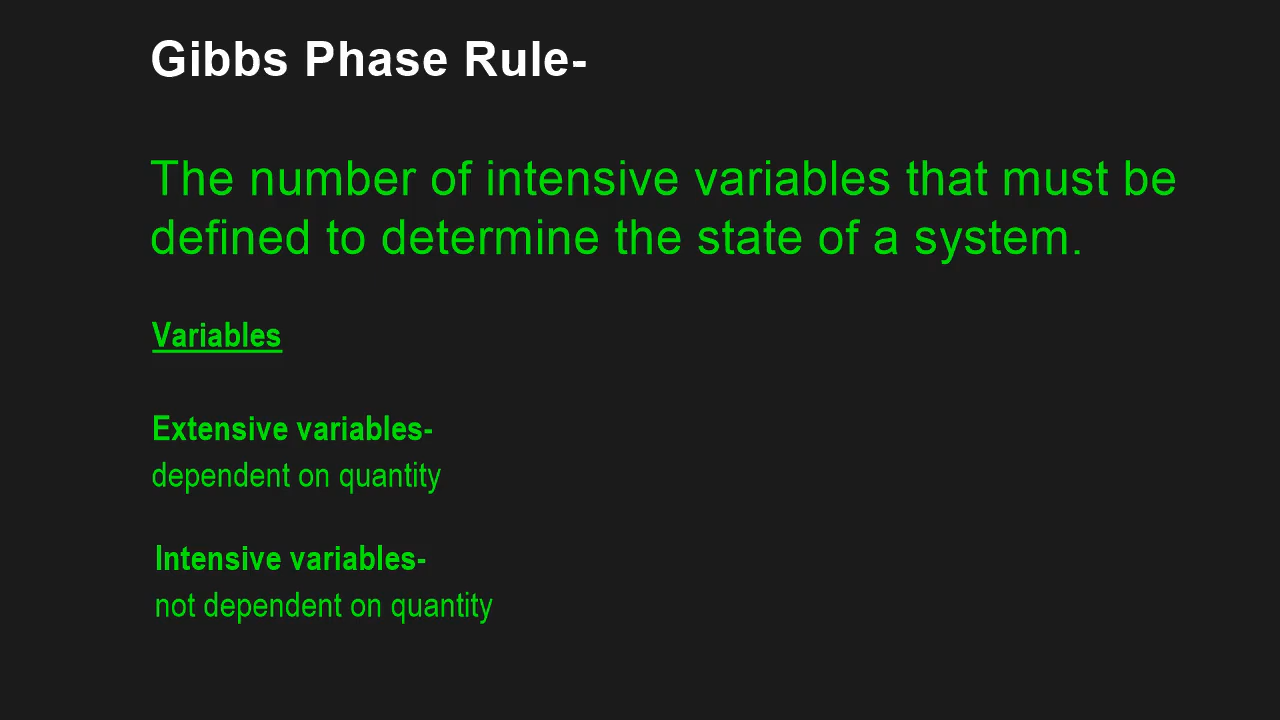 Gibbs Phase Rule-
The number of intensive variables that must be
defined to determine the state of a system.
Variables
Extensive variables-
dependent on quantity
Intensive variables-
not dependent on quantity